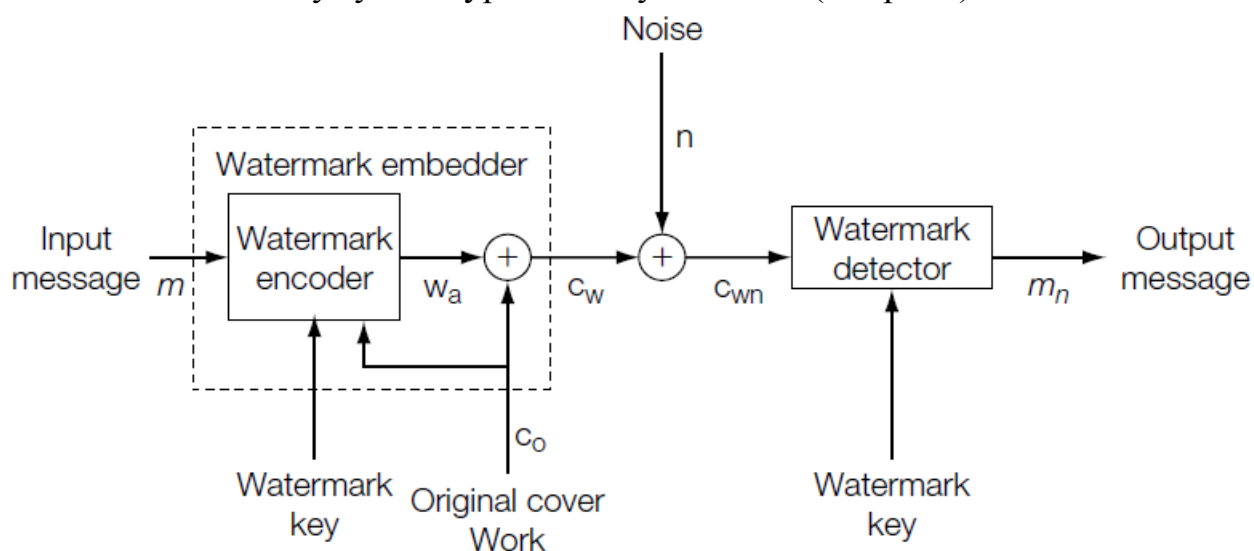 Noise
n
Watermark embedder
Input
message
m
Watermark
encoder
wa
+
cw
+
cwn
Watermark
detector
mn
Output
message
co
Watermark
key
Original cover
Work
Watermark
key